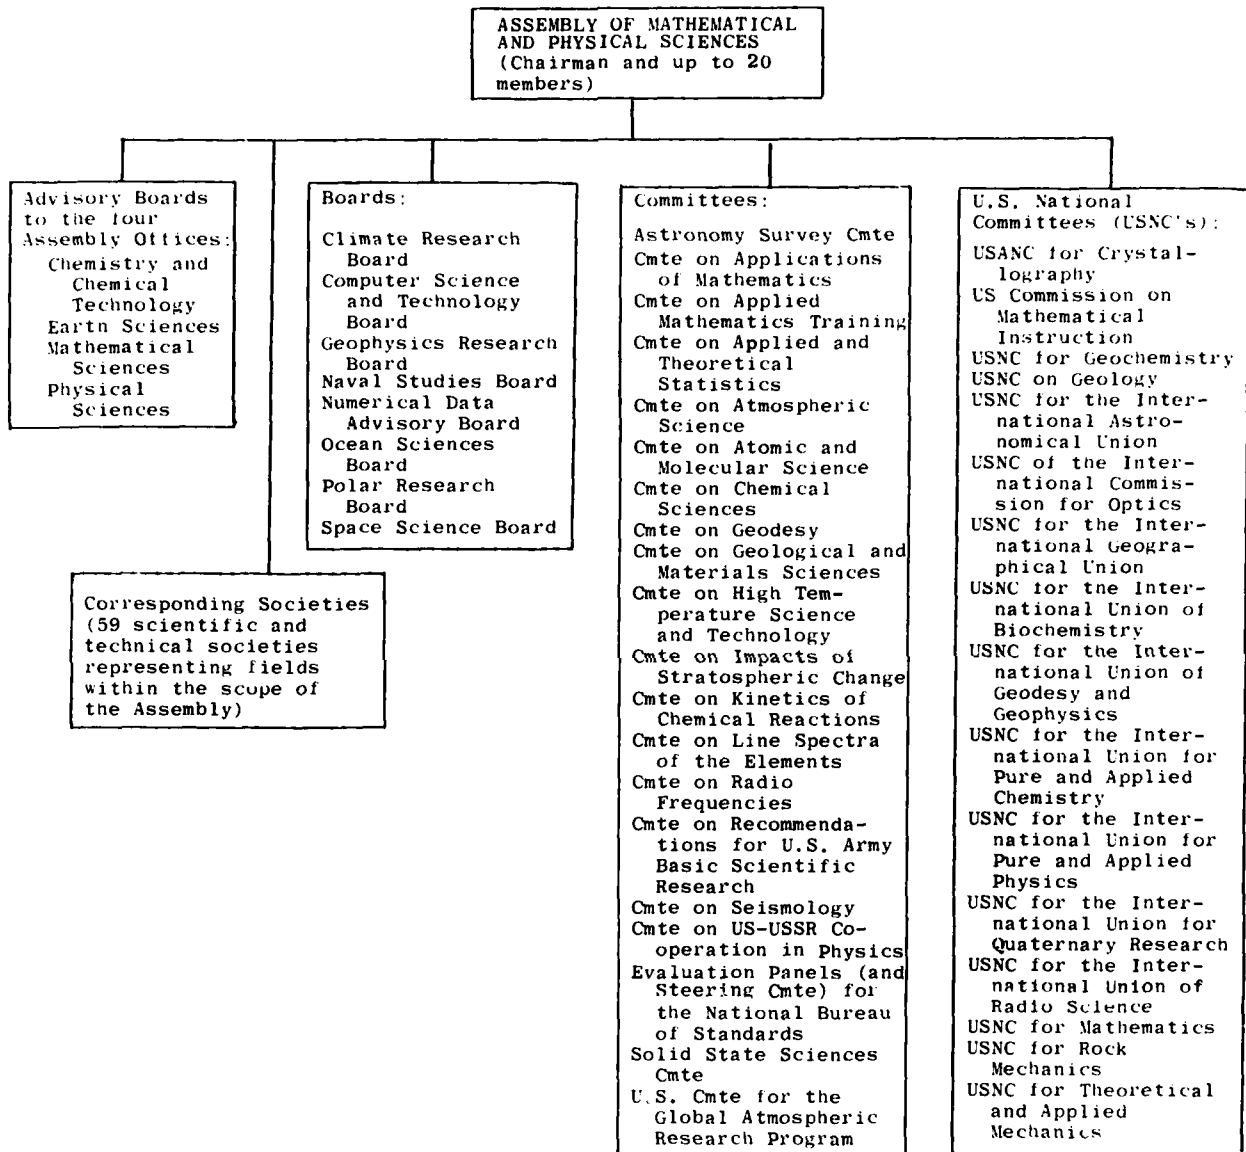 ASSEMBLY OF MATHEMATICAL
AND PHYSICAL SCIENCES
(Chairman and up to 20
members)
Advisory Boards
to the four
Assembly Offices:
Chemistry and
Chemical
Technology
Earth Sciences
Mathematical
Sciences
Physical
Sciences
Corresponding Societies
(59 scientific and
technical societies
representing fields
within the scope of
the Assembly)
Boards:
Climate Research
Board
Computer Science
and Technology
Board
Geophysics Research
Board
Naval Studies Board
Numerical Data
Advisory Board
Ocean Sciences
Board
Polar Research
Board
Space Science Board
Committees:
Astronomy Survey Cmte
Cmte on Applications
of Mathematics
Cmte on Applied
Mathematics Training
Cmte on Applied and
Theoretical
Statistics
Cmte on Atmospheric
Science
Cmte on Atomic and
Molecular Science
Cmte on Chemical
Sciences
Cmte on Geodesy
Cmte on Geological and
Materials Sciences
Cmte on High Tem-
perature Science
and Technology
Cmte on Impacts of
Stratospheric Change
Cmte on Kinetics of
Chemical Reactions
Cmte on Line Spectra
of the Elements
Cmte on Radio
Frequencies
Cmte on Recommenda-
tions for U.S. Army
Basic Scientific
Research
Cmte on Seismology
Cmte on US-USSR Co-
operation in Physics
Evaluation Panels (and
Steering Cmte) for
the National Bureau
of Standards
Solid State Sciences
Cmte
U.S. Cmte for the
Global Atmospheric
Research Program
U.S. National
Committees (USNC's):
USANC for Crystal-
lography
US Commission on
Mathematical
Instruction
USNC for Geochemistry
USNC on Geology
USNC for the Inter-
national Astro-
nomical Union
USNC of the Inter-
national Commis-
sion for Optics
USNC for the Inter-
national Geogra-
phical Union
USNC for the Inter-
national Union of
Biochemistry
USNC for the Inter-
national Union of
Geodesy and
Geophysics
USNC for the Inter-
national Union for
Pure and Applied
Chemistry
USNC for the Inter-
national Union for
Pure and Applied
Physics
USNC for the Inter-
national Union for
Quaternary Research
USNC for the Inter-
national Union of
Radio Science
USNC for Mathematics
USNC for Rock
Mechanics
USNC for Theoretical
and Applied
Mechanics